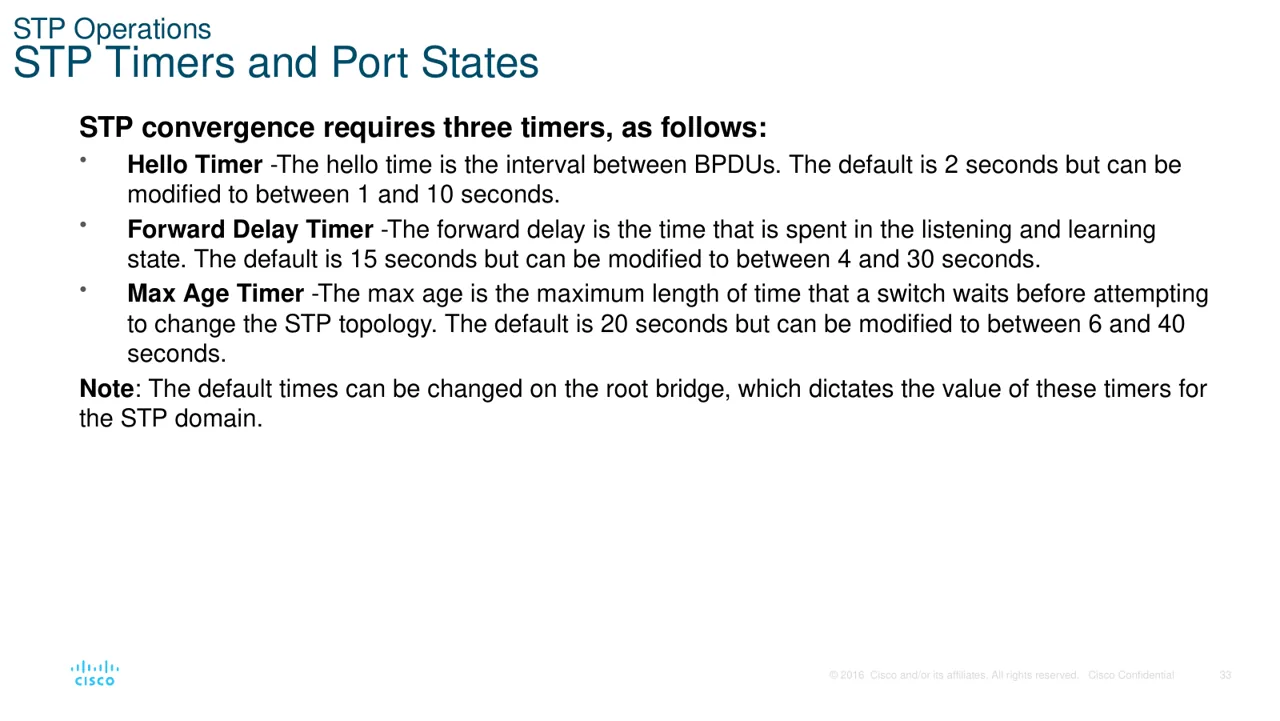 STP Operations
STP Timers and Port States
STP convergence requires three timers, as follows:
• Hello Timer -The hello time is the interval between BPDUs. The default is 2 seconds but can be
modified to between 1 and 10 seconds.
• Forward Delay Timer -The forward delay is the time that is spent in the listening and learning
state. The default is 15 seconds but can be modified to between 4 and 30 seconds.
• Max Age Timer -The max age is the maximum length of time that a switch waits before attempting
to change the STP topology. The default is 20 seconds but can be modified to between 6 and 40
seconds.
Note: The default times can be changed on the root bridge, which dictates the value of these timers for
the STP domain.
CISCO
© 2016 Cisco and/or its affiliates. All rights reserved. Cisco Confidential 33